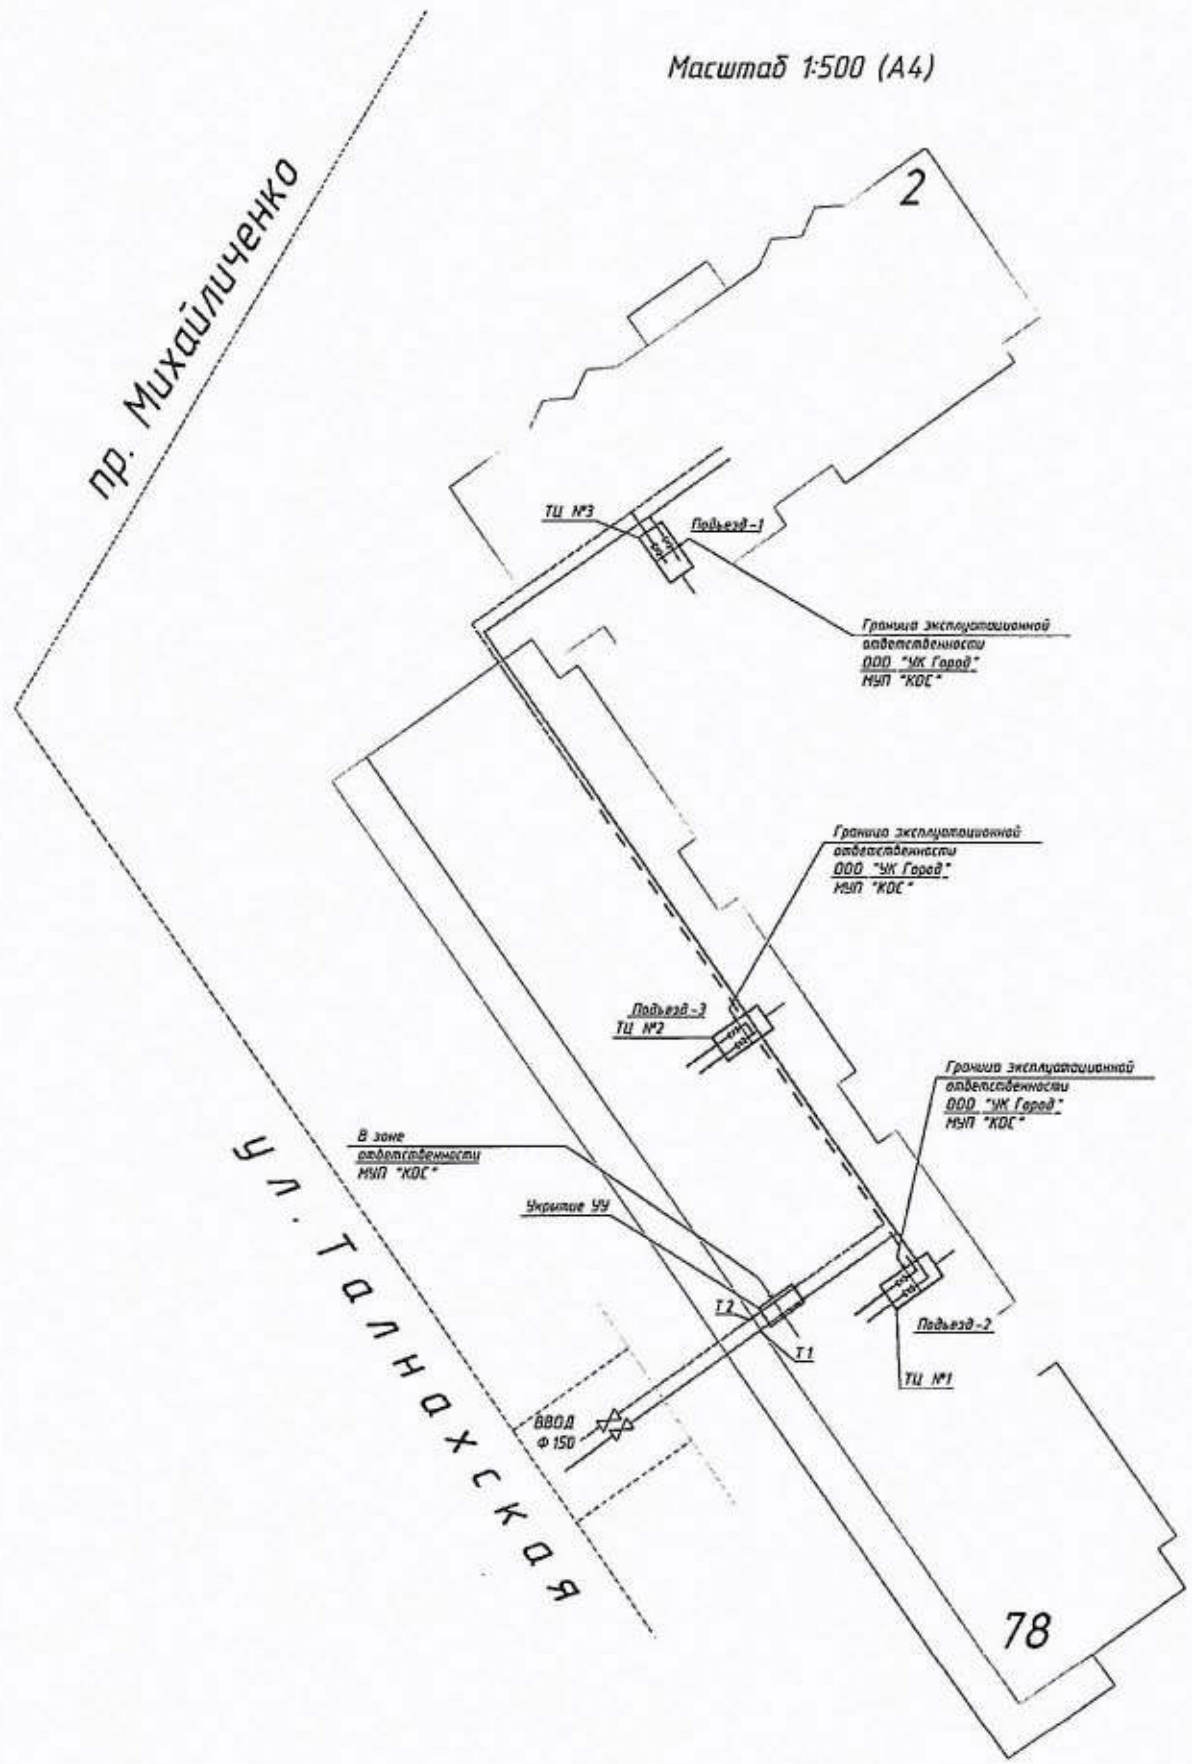 Масштаб 1:500 (А4)
2
пр. Михайличенко
ТЦ №3
Подъезд-1
Граница эксплуатационной
ответственности
ООО "УК Город"
МУП "КОС"
Граница эксплуатационной
ответственности
ООО "УК Город"
МУП "КОС"
Подъезд-3
ТЦ №2
Граница эксплуатационной
ответственности
ООО "УК Город"
МУП "КОС"
В зоне
ответственности
МУП "КОС"
Укрытие УУ
Т2
Т1
Подъезд-2
ТЦ №1
ВВОД
Ф 150
ул. Талнахская
78